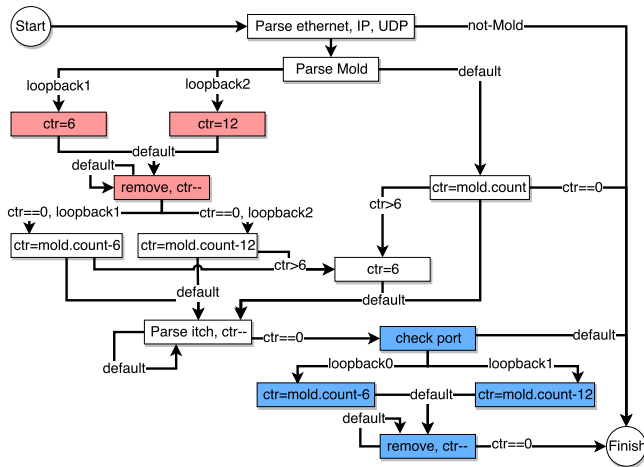 Start
Parse ethernet, IP, UDP
not-Mold
Parse Mold
default
loopback1
loopback2
ctr=6
ctr=12
default
default
remove, ctr--
ctr=mold.count
ctr==0
ctr>6
ctr==0, loopback1
ctr==0, loopback2
ctr=mold.count-6
ctr=mold.count-12
ctr>6
ctr=6
default
default
Parse itch, ctr--
ctr==0
check port
default
default
loopback0
loopback1
ctr=mold.count-6
default
ctr=mold.count-12
default
remove, ctr--
ctr==0
Finish